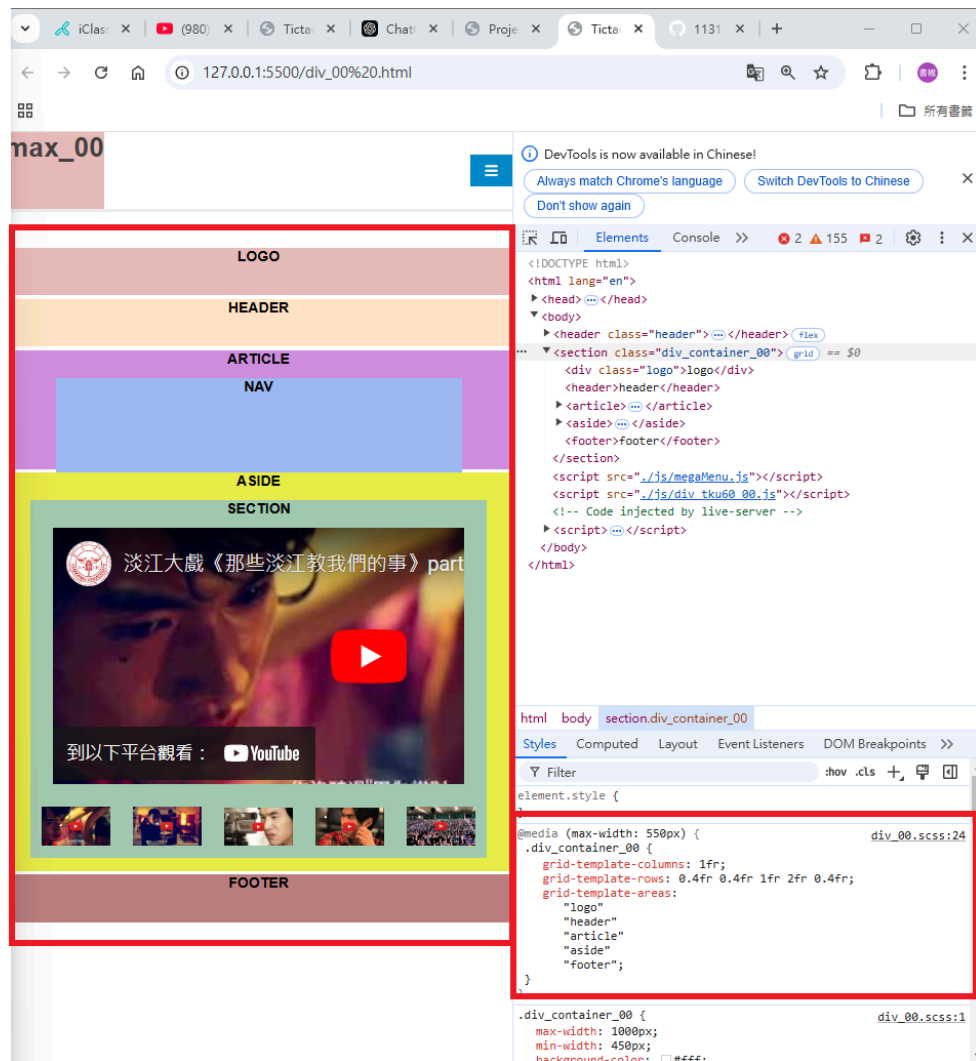 iClas
(980)
Ticta
Chat
Proje
Ticta
1131
127.0.0.1:5500/div_00%20.html
所有書籤
max_00
LOGO
HEADER
ARTICLE
NAV
ASIDE
SECTION
淡江大戲《那些淡江教我們的事》part
到以下平台觀看： YouTube
FOOTER
DevTools is now available in Chinese!
Always match Chrome's language
Switch DevTools to Chinese
Don't show again
Elements Console 2 155 2
<!DOCTYPE html>
<html lang="en">
<head> ⋯ </head>
<body>
<header class="header"> ⋯ </header> flex
⋯ <section class="div_container_00"> grid == $0
<div class="logo">logo</div>
<header>header</header>
<article> ⋯ </article>
<aside> ⋯ </aside>
<footer>footer</footer>
</section>
<script src="./js/megaMenu.js"></script>
<script src="./js/div_tku60_00.js"></script>
<!-- Code injected by live-server -->
<script> ⋯ </script>
</body>
</html>
html body section.div_container_00
Styles Computed Layout Event Listeners DOM Breakpoints
Filter :hov .cls
element.style {
}
@media (max-width: 550px) { div_00.scss:24
.div_container_00 {
grid-template-columns: 1fr;
grid-template-rows: 0.4fr 0.4fr 1fr 2fr 0.4fr;
grid-template-areas:
"logo"
"header"
"article"
"aside"
"footer";
}
}
.div_container_00 { div_00.scss:1
max-width: 1000px;
min-width: 450px;
background-color: #fff;